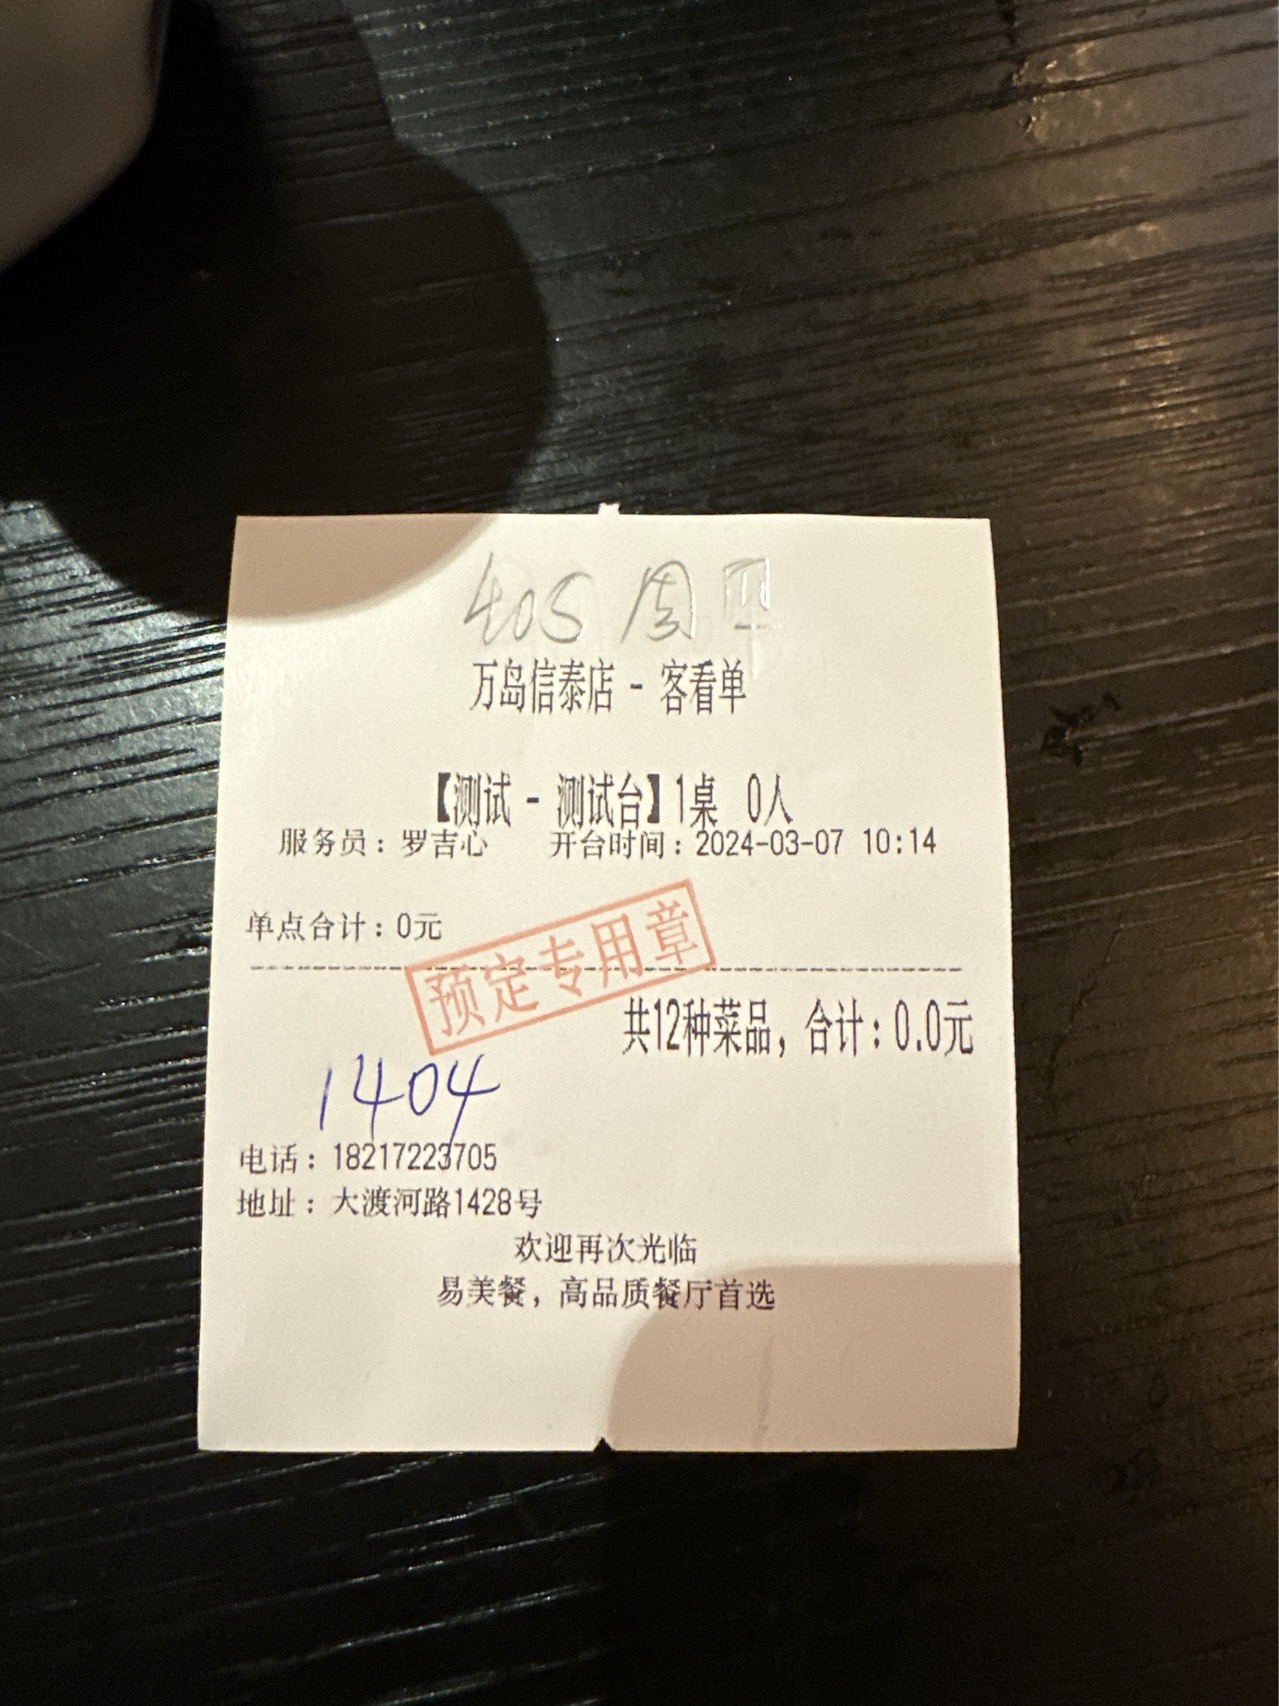 405 周
万岛信泰店 - 客看单
【测试 - 测试台】1桌 0人
服务员：罗吉心 开台时间：2024-03-07 10:14
单点合计：0元
预定专用章
共12种菜品，合计：0.0元
1404
电话：18217223705
地址：大渡河路1428号
欢迎再次光临
易美餐，高品质餐厅首选